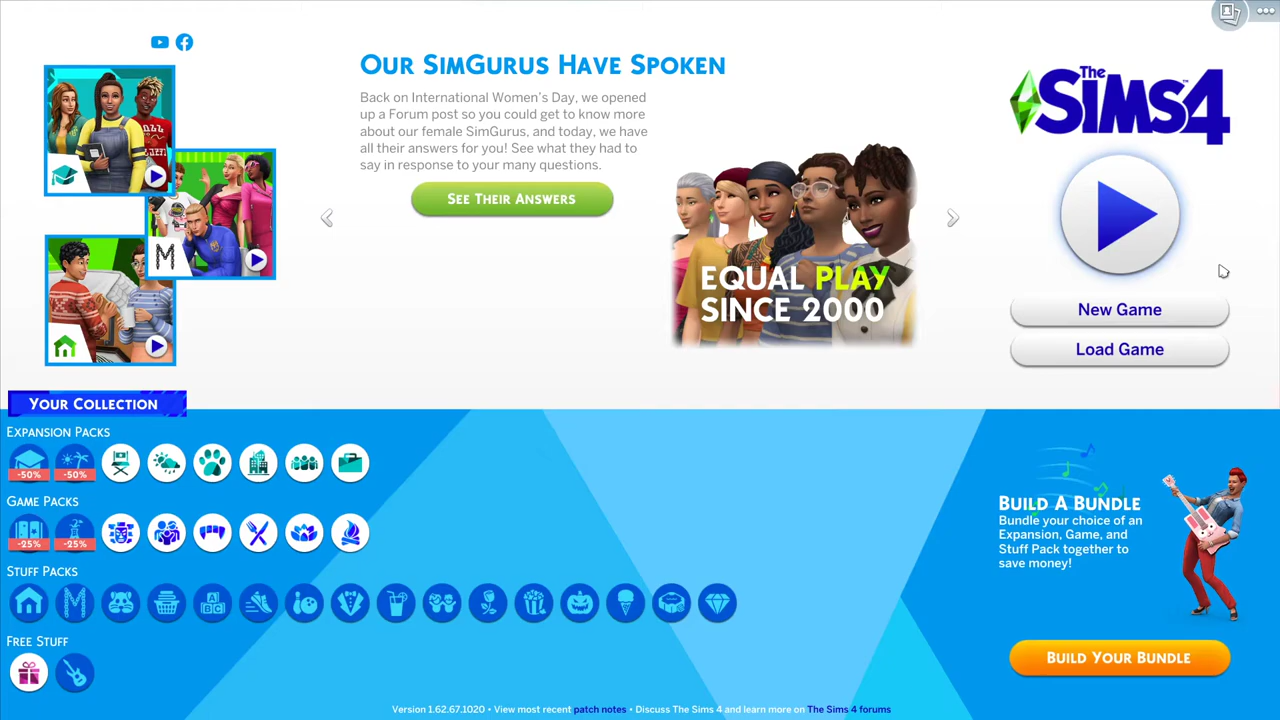 OUR SIMGURUS HAVE SPOKEN
Back on International Women's Day, we opened
up a Forum post so you could get to know more
about our female SimGurus, and today, we have
all their answers for you! See what they had to
say in response to your many questions.
SEE THEIR ANSWERS
EQUAL PLAY
SINCE 2000
The SIMS 4
New Game
Load Game
YOUR COLLECTION
EXPANSION PACKS
-50%
-50%
GAME PACKS
-25%
-25%
STUFF PACKS
FREE STUFF
BUILD A BUNDLE
Bundle your choice of an
Expansion, Game, and
Stuff Pack together to
save money!
BUILD YOUR BUNDLE
Version 1.62.67.1020 • View most recent patch notes • Discuss The Sims 4 and learn more on The Sims 4 forums